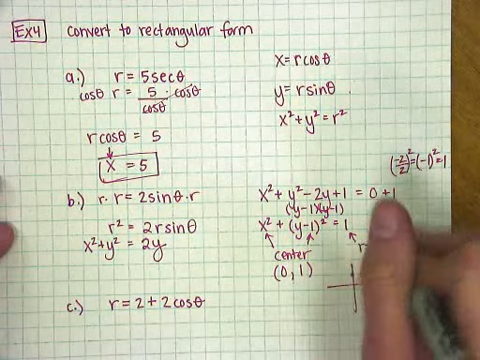 EX4 convert to rectangular form
a.) r = 5secθ
cosθ r = 5/cosθ · cosθ
r cosθ = 5
x = 5
x = r cosθ
y = r sinθ
x² + y² = r²
b.) r · r = 2 sinθ · r
r² = 2r sinθ
x² + y² = 2y
(-2/2)² = (-1)² = 1
x² + y² - 2y + 1 = 0 + 1
(y-1)(y-1)
x² + (y-1)² = 1
center
(0, 1)
r
c.) r = 2 + 2cosθ